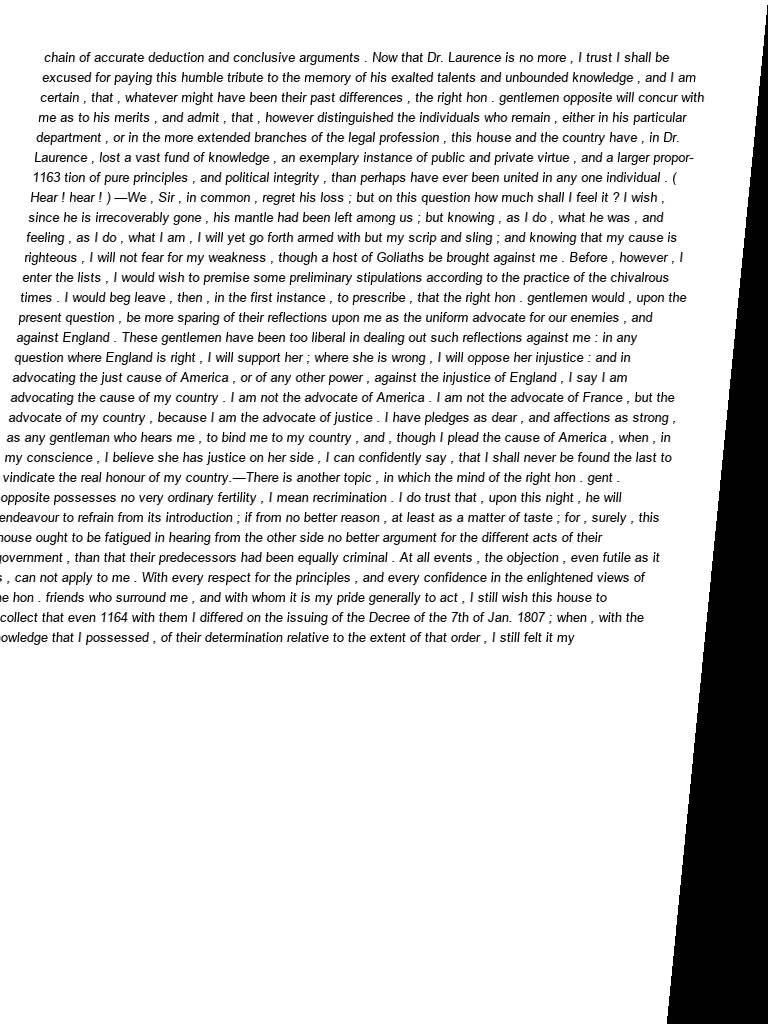 chain of accurate deduction and conclusive arguments . Now that Dr. Laurence is no more , I trust I shall be
excused for paying this humble tribute to the memory of his exalted talents and unbounded knowledge , and I am
certain , that , whatever might have been their past differences , the right hon . gentlemen opposite will concur with
me as to his merits , and admit , that , however distinguished the individuals who remain , either in his particular
department , or in the more extended branches of the legal profession , this house and the country have , in Dr.
Laurence , lost a vast fund of knowledge , an exemplary instance of public and private virtue , and a larger propor-
1163 tion of pure principles , and political integrity , than perhaps have ever been united in any one individual . (
Hear ! hear ! ) —We , Sir , in common , regret his loss ; but on this question how much shall I feel it ? I wish ,
since he is irrecoverably gone , his mantle had been left among us ; but knowing , as I do , what he was , and
feeling , as I do , what I am , I will yet go forth armed with but my scrip and sling ; and knowing that my cause is
righteous , I will not fear for my weakness , though a host of Goliaths be brought against me . Before , however , I
enter the lists , I would wish to premise some preliminary stipulations according to the practice of the chivalrous
times . I would beg leave , then , in the first instance , to prescribe , that the right hon . gentlemen would , upon the
present question , be more sparing of their reflections upon me as the uniform advocate for our enemies , and
against England . These gentlemen have been too liberal in dealing out such reflections against me : in any
question where England is right , I will support her ; where she is wrong , I will oppose her injustice : and in
advocating the just cause of America , or of any other power , against the injustice of England , I say I am
advocating the cause of my country . I am not the advocate of America . I am not the advocate of France , but the
advocate of my country , because I am the advocate of justice . I have pledges as dear , and affections as strong ,
as any gentleman who hears me , to bind me to my country , and , though I plead the cause of America , when , in
my conscience , I believe she has justice on her side , I can confidently say , that I shall never be found the last to
vindicate the real honour of my country.—There is another topic , in which the mind of the right hon . gent .
opposite possesses no very ordinary fertility , I mean recrimination . I do trust that , upon this night , he will
endeavour to refrain from its introduction ; if from no better reason , at least as a matter of taste ; for , surely , this
house ought to be fatigued in hearing from the other side no better argument for the different acts of their
government , than that their predecessors had been equally criminal . At all events , the objection , even futile as it
, can not apply to me . With every respect for the principles , and every confidence in the enlightened views of
hon . friends who surround me , and with whom it is my pride generally to act , I still wish this house to
collect that even 1164 with them I differed on the issuing of the Decree of the 7th of Jan. 1807 ; when , with the
owledge that I possessed , of their determination relative to the extent of that order , I still felt it my